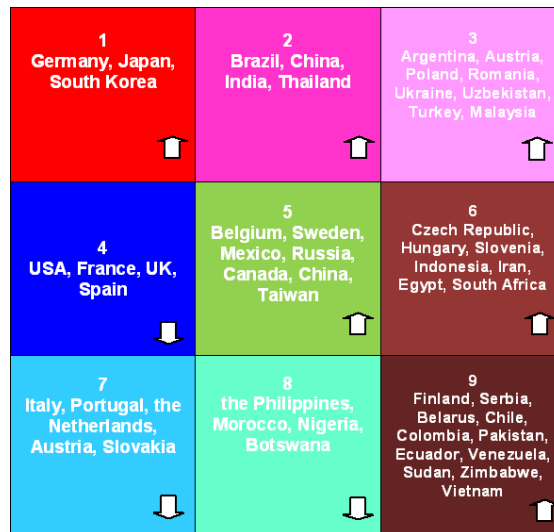 1
Germany, Japan,
South Korea
2
Brazil, China,
India, Thailand
3
Argentina, Austria,
Poland, Romania,
Ukraine, Uzbekistan,
Turkey, Malaysia
4
USA, France, UK,
Spain
5
Belgium, Sweden,
Mexico, Russia,
Canada, China,
Taiwan
6
Czech Republic,
Hungary, Slovenia,
Indonesia, Iran,
Egypt, South Africa
7
Italy, Portugal, the
Netherlands,
Austria, Slovakia
8
the Philippines,
Morocco, Nigeria,
Botswana
9
Finland, Serbia,
Belarus, Chile,
Colombia, Pakistan,
Ecuador, Venezuela,
Sudan, Zimbabwe,
Vietnam